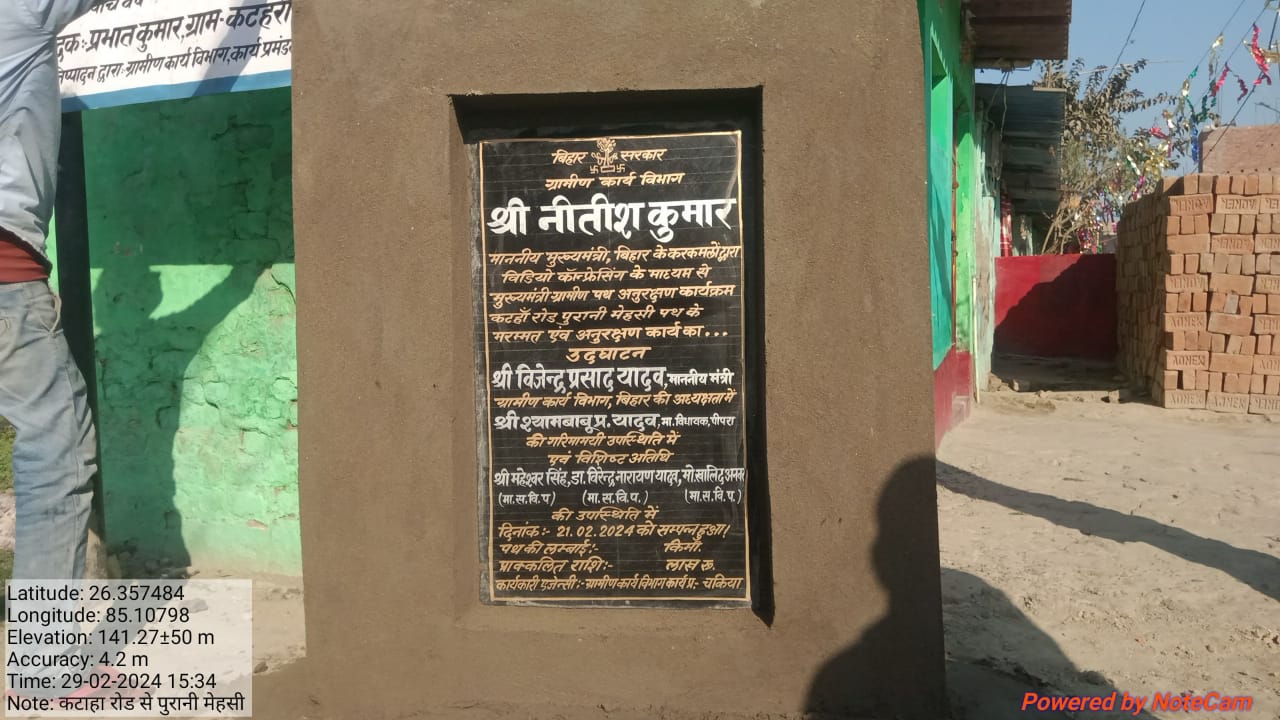 पांच वर्ष
दुक:-प्रभात कुमार,ग्राम-कटहरी
निष्पादन द्वारा:-ग्रामीण कार्य विभाग,कार्य प्रमंडल
बिहार सरकार
ग्रामीण कार्य विभाग
श्री नीतीश कुमार
माननीय मुख्यमंत्री, बिहार के करकमलों द्वारा
विडियो कॉन्फ्रेसिंग के माध्यम से
मुख्यमंत्री ग्रामीण पथ अनुरक्षण कार्यक्रम
कटहाँ रोड पुरानी मेहसी पथ के
मरम्मत एंव अनुरक्षण कार्य का...
उदघाटन
श्री विजेन्द्र प्रसाद यादव, माननीय मंत्री
ग्रामीण कार्य विभाग, बिहार की अध्यक्षता में
श्री श्यामबाबू प्र. यादव, मा. विधायक, पीपरा
की गरिमामयी उपस्थिति में
एवं विशिष्ट अतिथि
श्री महेश्वर सिंह, डा. विरेन्द्र नारायण यादव, मो. खालिद अनवर
(मा.स.वि.प) (मा.स.वि.प.) (मा.स.वि.प.)
की उपस्थिति में
दिनांक:- 21.02.2024 को सम्पन्न हुआ।
पथ की लम्बाई:- किमी.
प्राक्कलित राशि:- लास रू.
कार्यकारी एजेन्सी:-ग्रामीण कार्य विभाग कार्य प्र.- चकिया
Latitude: 26.357484
Longitude: 85.10798
Elevation: 141.27±50 m
Accuracy: 4.2 m
Time: 29-02-2024 15:34
Note: कटाहा रोड से पुरानी मेहसी
Powered by NoteCam